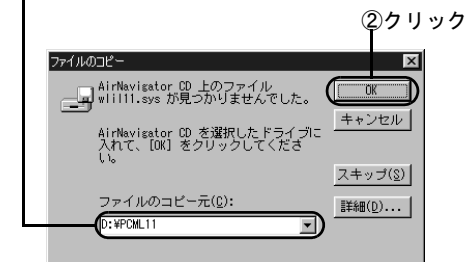 ②クリック
ファイルのコピー
AirNavigator CD 上のファイル
wlil11.sys が見つかりませんでした。
OK
キャンセル
AirNavigator CD を選択したドライブに
入れて、[OK] をクリックしてくださ
い。
スキップ(S)
ファイルのコピー元(C):
詳細(D)...
D:¥PCML11